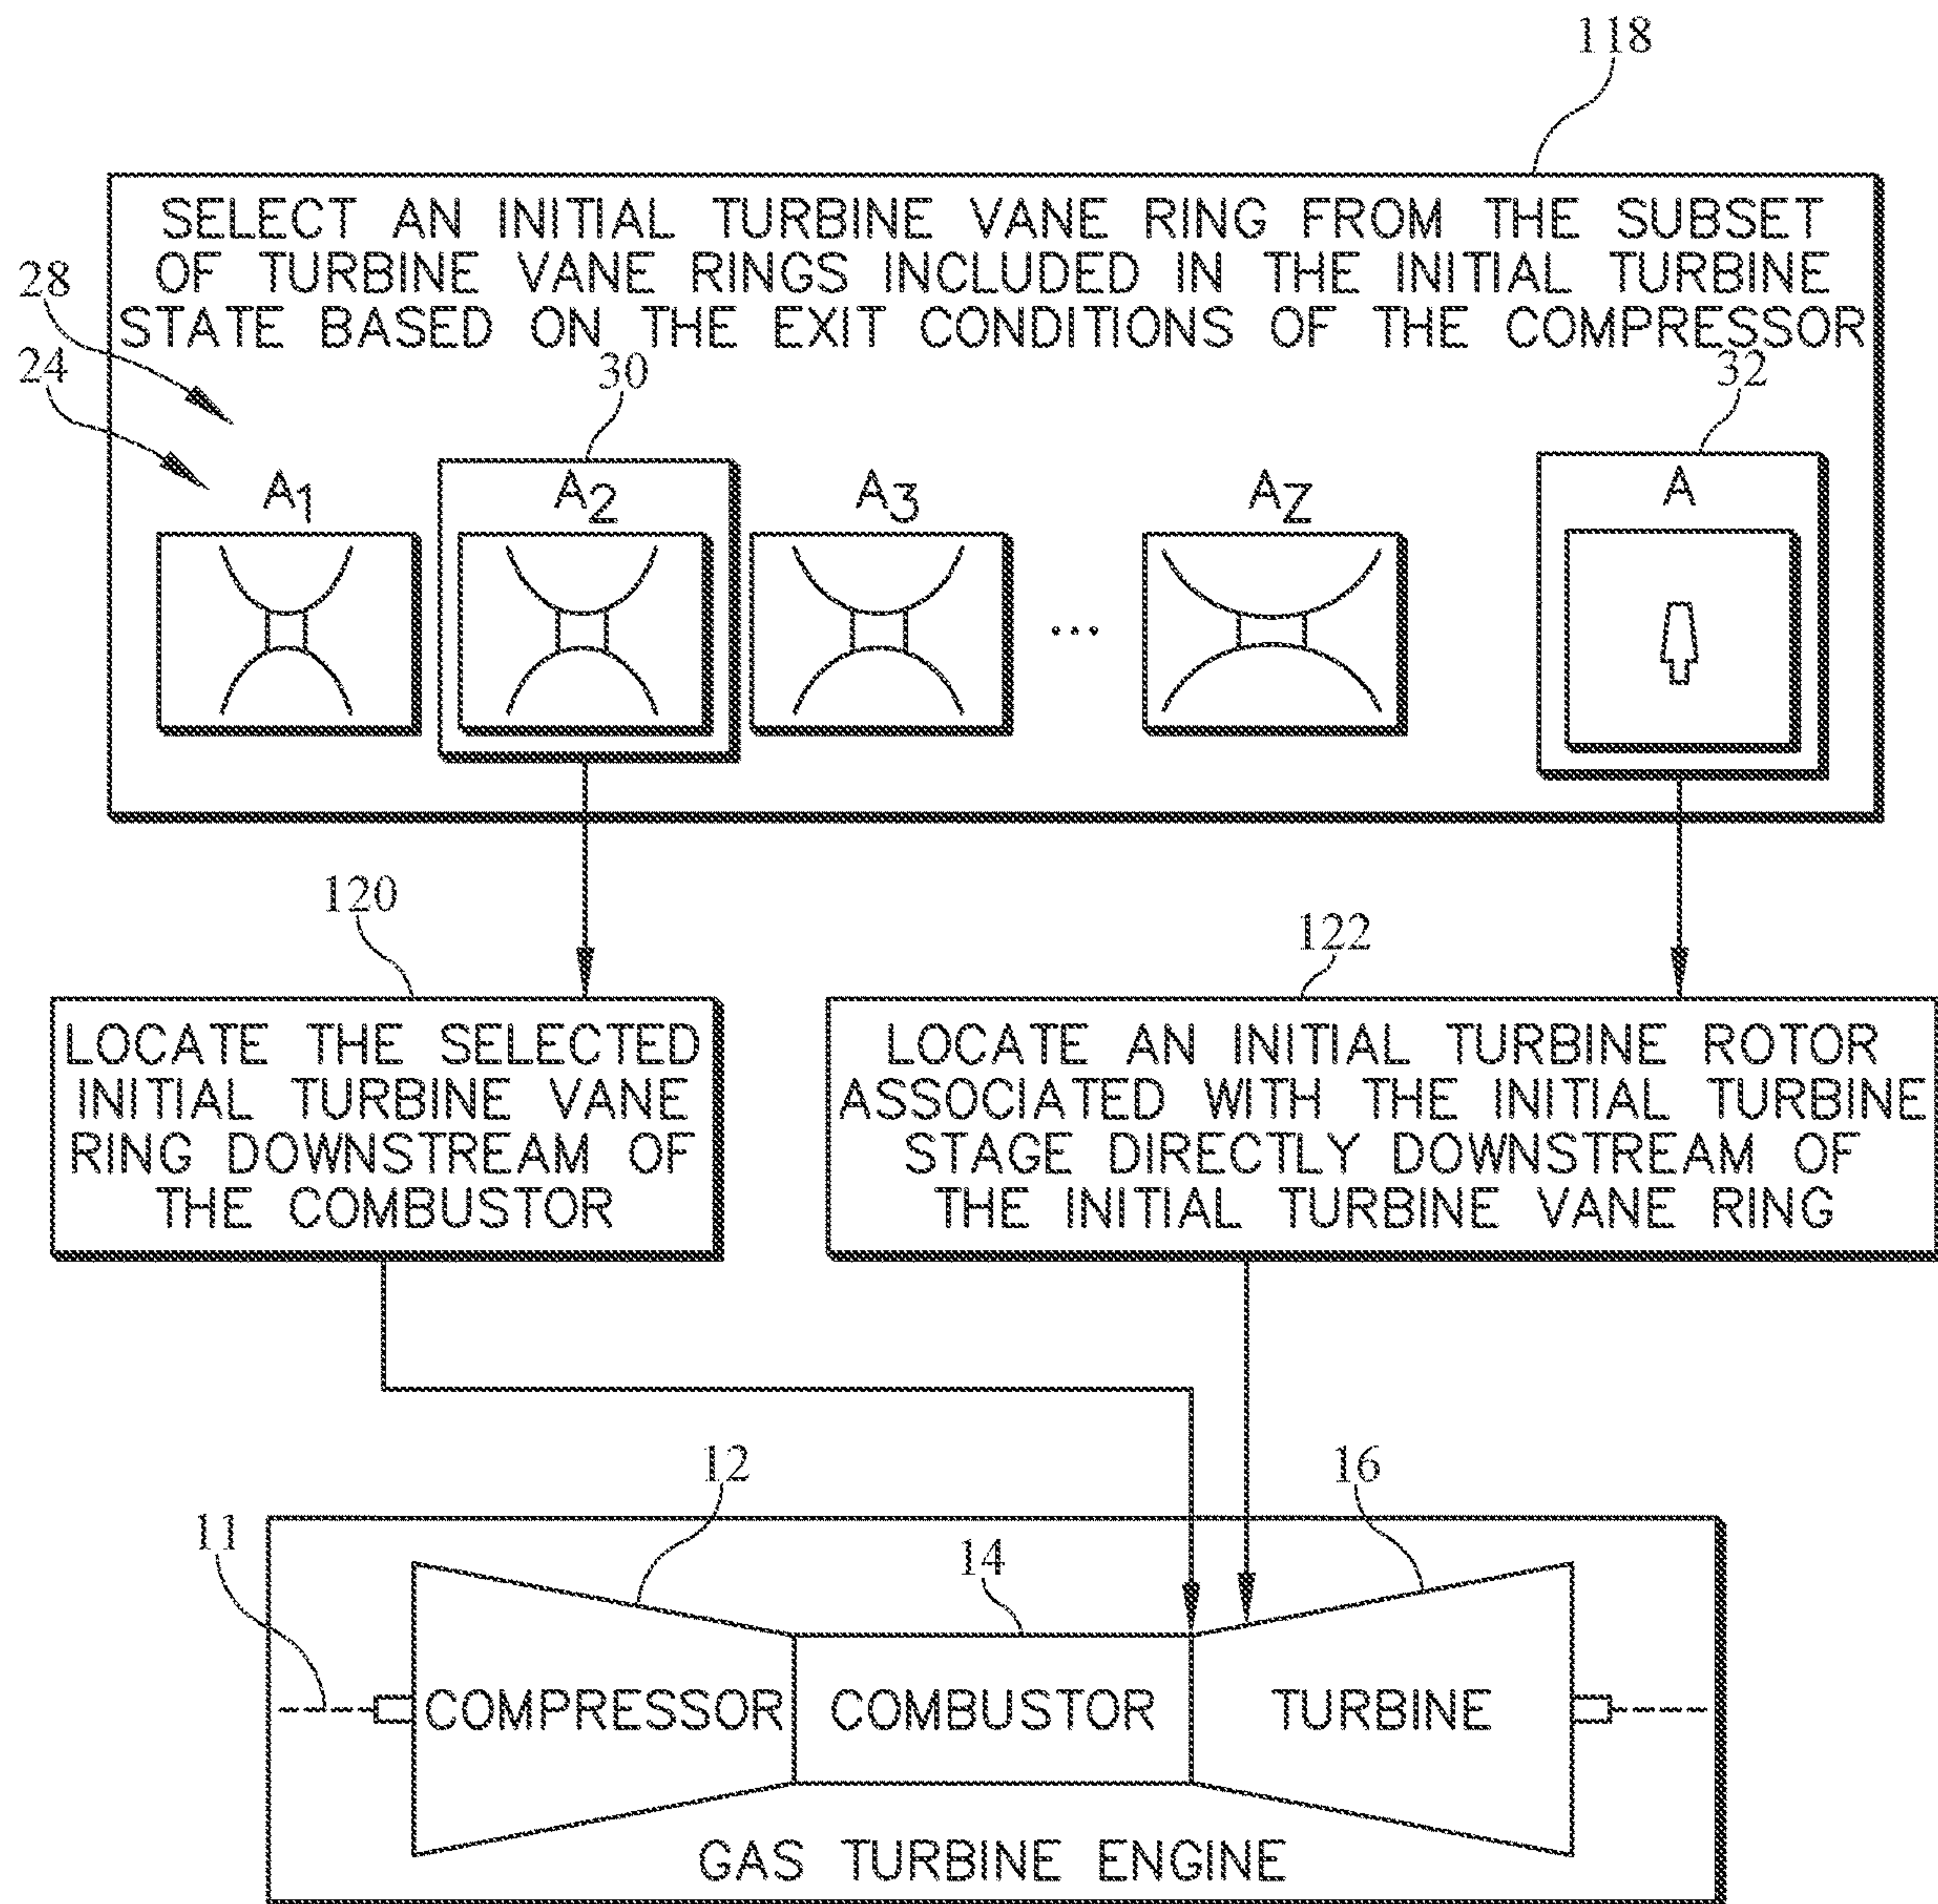 118
SELECT AN INITIAL TURBINE VANE RING FROM THE SUBSET
OF TURBINE VANE RINGS INCLUDED IN THE INITIAL TURBINE
STATE BASED ON THE EXIT CONDITIONS OF THE COMPRESSOR
28
24
30
32
A1
A2
A3
...
AZ
A
120
122
LOCATE THE SELECTED
INITIAL TURBINE VANE
RING DOWNSTREAM OF
THE COMBUSTOR
LOCATE AN INITIAL TURBINE ROTOR
ASSOCIATED WITH THE INITIAL TURBINE
STAGE DIRECTLY DOWNSTREAM OF
THE INITIAL TURBINE VANE RING
12
16
11
14
COMPRESSOR
COMBUSTOR
TURBINE
GAS TURBINE ENGINE